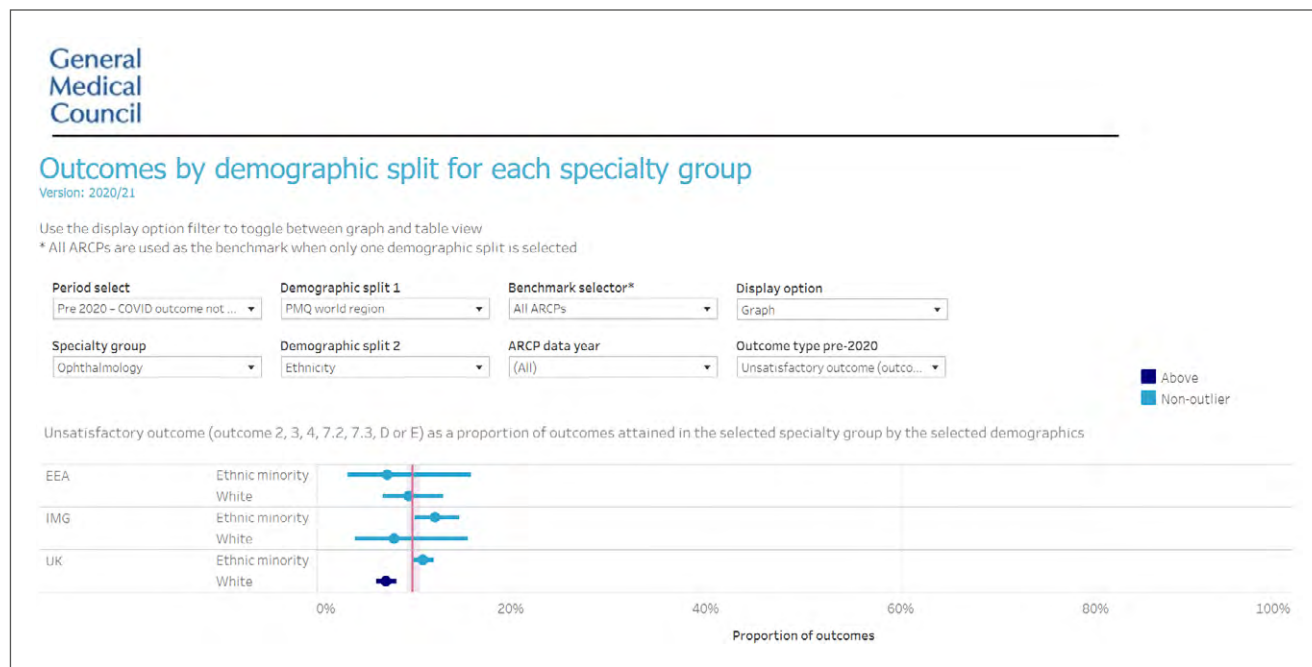 General
Medical
Council
Outcomes by demographic split for each specialty group
Version: 2020/21
Use the display option filter to toggle between graph and table view
* All ARCPs are used as the benchmark when only one demographic split is selected
Period select Demographic split 1 Benchmark selector* Display option
Pre 2020 - COVID outcome not ... PMQ world region All ARCPs Graph
Specialty group Demographic split 2 ARCP data year Outcome type pre-2020
Ophthalmology Ethnicity (All) Unsatisfactory outcome (outco...
Above
Non-outlier
Unsatisfactory outcome (outcome 2, 3, 4, 7.2, 7.3, D or E) as a proportion of outcomes attained in the selected specialty group by the selected demographics
EEA Ethnic minority
White
IMG Ethnic minority
White
UK Ethnic minority
White
0% 20% 40% 60% 80% 100%
Proportion of outcomes